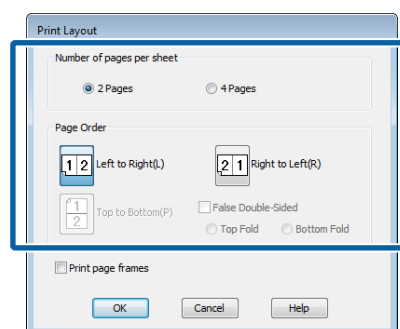 Print Layout
Number of pages per sheet
2 Pages 4 Pages
Page Order
1 2 Left to Right(L) 2 1 Right to Left(R)
1 2 Top to Bottom(P) False Double-Sided
Top Fold Bottom Fold
Print page frames
OK Cancel Help